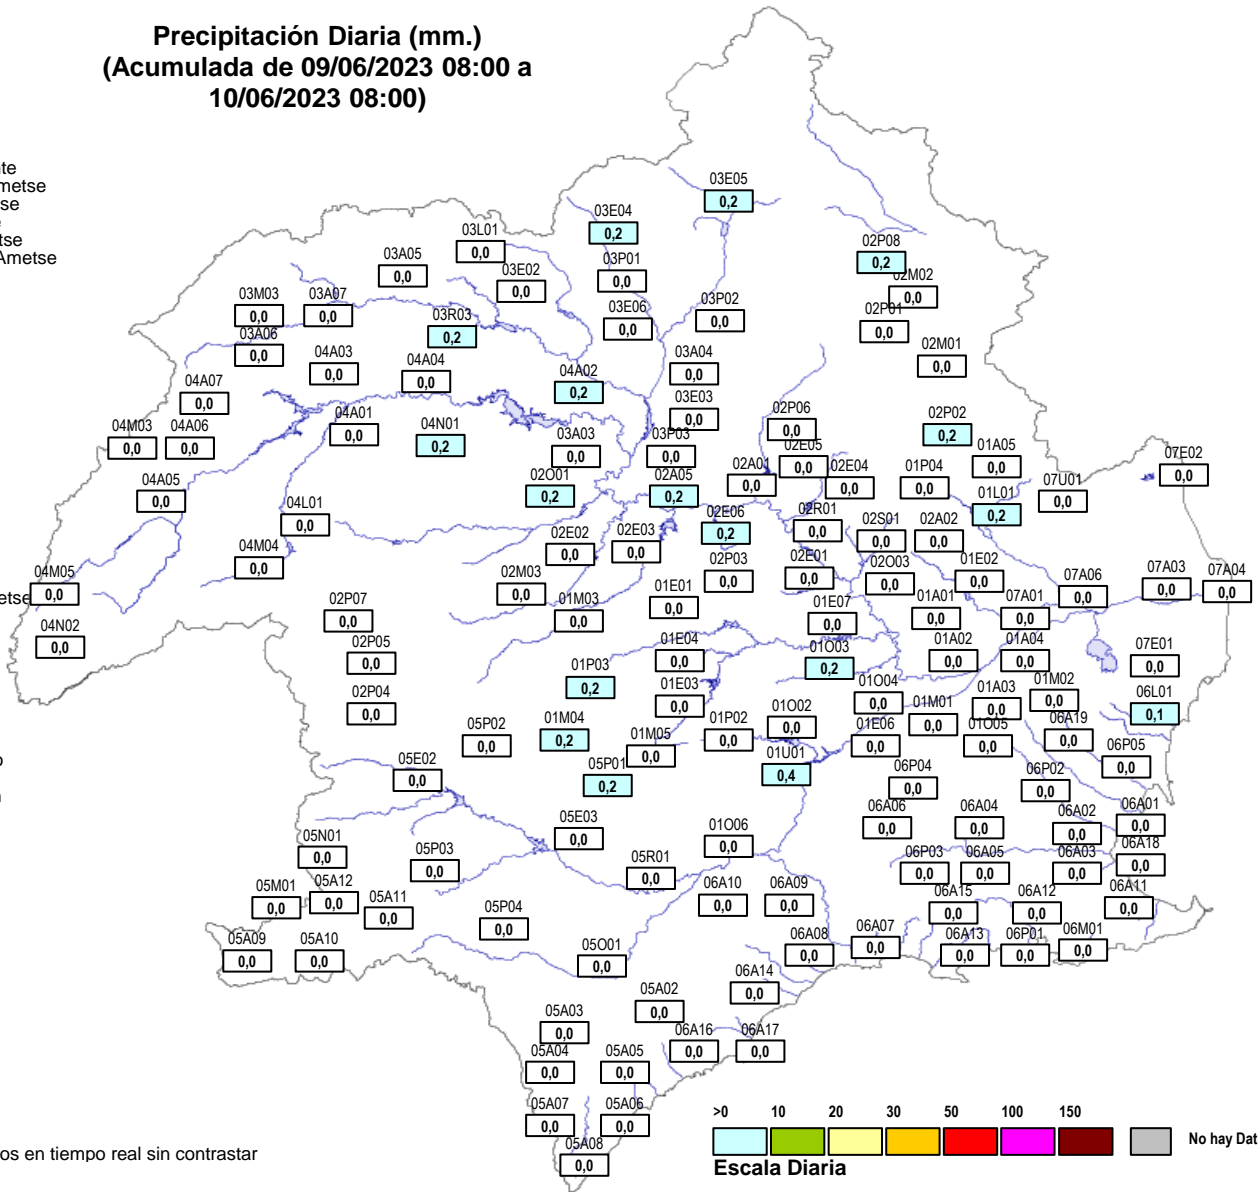 Precipitación Diaria (mm.)
(Acumulada de 09/06/2023 08:00 a
10/06/2023 08:00)
Ametse
03E05
0,2
03E04
0,2
03L01
0,0
03A05
0,0
03E02
0,0
03P01
0,0
02P08
0,2
02M02
0,0
03M03
0,0
03A07
0,0
03R03
0,2
03E06
0,0
03P02
0,0
02P01
0,0
03A06
0,0
04A03
0,0
04A04
0,0
04A02
0,2
03A04
0,0
02M01
0,0
04A07
0,0
03E03
0,0
04M03
0,0
04A06
0,0
04A01
0,0
04N01
0,2
03A03
0,0
03P03
0,0
02P06
0,0
02P02
0,2
02E05
0,0
01A05
0,0
07E02
0,0
04A05
0,0
02O01
0,2
02A05
0,2
02A01
0,0
02E04
0,0
01P04
0,0
01L01
0,2
07U01
0,0
04L01
0,0
02E06
0,2
02R01
0,0
02S01
0,0
02A02
0,0
04M04
0,0
02E02
0,0
02E03
0,0
02P03
0,0
02E01
0,0
02O03
0,0
01E02
0,0
04M05
0,0
02M03
0,0
01M03
0,0
01E01
0,0
07A06
0,0
07A03
0,0
07A04
0,0
02P07
0,0
01E07
0,0
01A01
0,0
07A01
0,0
04N02
0,0
02P05
0,0
01P03
0,2
01E04
0,0
01O03
0,2
01A02
0,0
01A04
0,0
07E01
0,0
02P04
0,0
01E03
0,0
01O04
0,0
01A03
0,0
01M02
0,0
06L01
0,1
05P02
0,0
01M04
0,2
01M05
0,0
01P02
0,0
01O02
0,0
01M01
0,0
01E06
0,0
01O05
0,0
06A19
0,0
05E02
0,0
05P01
0,2
01U01
0,4
06P04
0,0
06P02
0,0
06P05
0,0
05E03
0,0
01O06
0,0
06A06
0,0
06A04
0,0
06A02
0,0
06A01
0,0
05N01
0,0
05P03
0,0
05R01
0,0
06P03
0,0
06A05
0,0
06A03
0,0
06A18
0,0
05M01
0,0
05A12
0,0
05A11
0,0
05P04
0,0
06A10
0,0
06A09
0,0
06A15
0,0
06A12
0,0
06A11
0,0
05A09
0,0
05A10
0,0
05O01
0,0
06A08
0,0
06A07
0,0
06A13
0,0
06P01
0,0
06M01
0,0
05A03
0,0
05A02
0,0
06A14
0,0
05A04
0,0
05A05
0,0
06A16
0,0
06A17
0,0
05A07
0,0
05A06
0,0
05A08
0,0
os en tiempo real sin contrastar
>0 10 20 30 50 100 150
No hay Dat
Escala Diaria